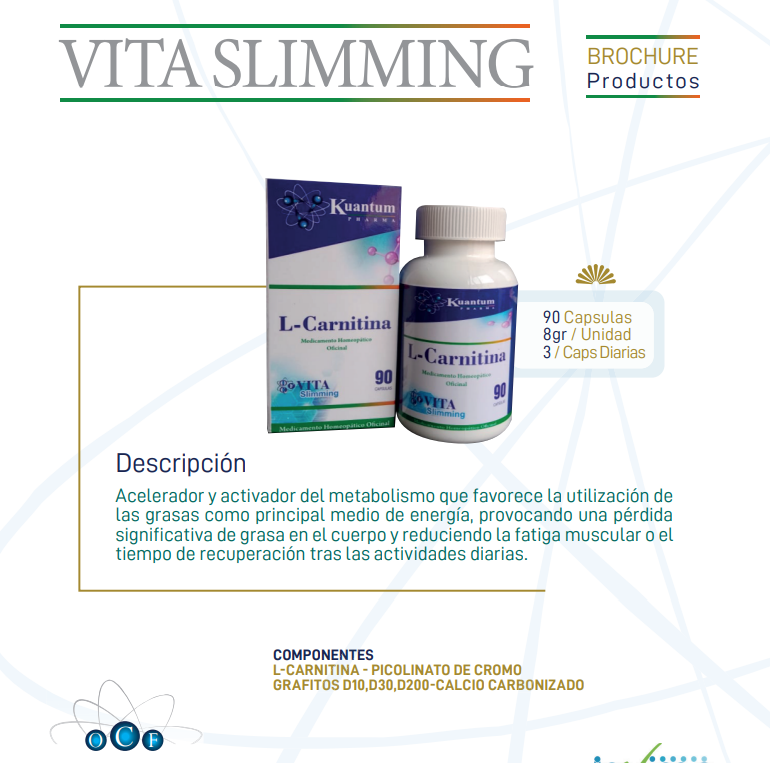 VITA SLIMMING
BROCHURE
Productos
Kuantum
PHARMA
L-Carnitina
Medicamento Homeopático
Oficinal
VITA
Slimming
90
CAPSULAS
Medicamento Homeopático Oficinal
Kuantum
PHARMA
L-Carnitina
Medicamento Homeopático
Oficinal
VITA
Slimming
90
90 Capsulas
8gr / Unidad
3 / Caps Diarias
Descripción
Acelerador y activador del metabolismo que favorece la utilización de
las grasas como principal medio de energía, provocando una pérdida
significativa de grasa en el cuerpo y reduciendo la fatiga muscular o el
tiempo de recuperación tras las actividades diarias.
COMPONENTES
L-CARNITINA - PICOLINATO DE CROMO
GRAFITOS D10,D30,D200-CALCIO CARBONIZADO
OCF